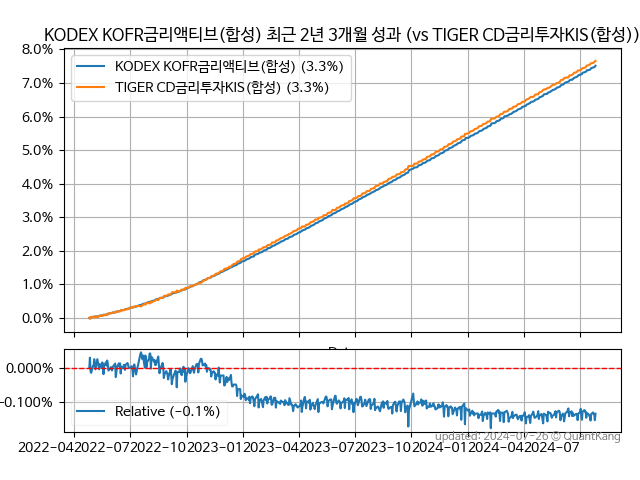 KODEX KOFR금리액티브(합성) 최근 2년 3개월 성과 (vs TIGER CD금리투자KIS(합성))
8.0%
KODEX KOFR금리액티브(합성) (3.3%)
TIGER CD금리투자KIS(합성) (3.3%)
7.0%
6.0%
5.0%
4.0%
3.0%
2.0%
1.0%
0.0%
0.000%
-0.100%
Relative (-0.1%)
updated: 2024-07-26 © QuantKang
2022-04 2022-07 2022-10 2023-01 2023-04 2023-07 2023-10 2024-01 2024-04 2024-07